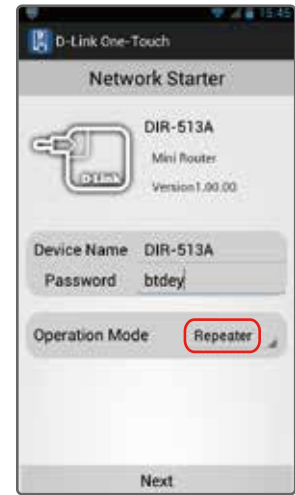 15:45
D-Link One-Touch
Network Starter
DIR-513A
Mini Router
Version1.00.00
D-Link
Device Name DIR-513A
Password btdey
Operation Mode Repeater
Next